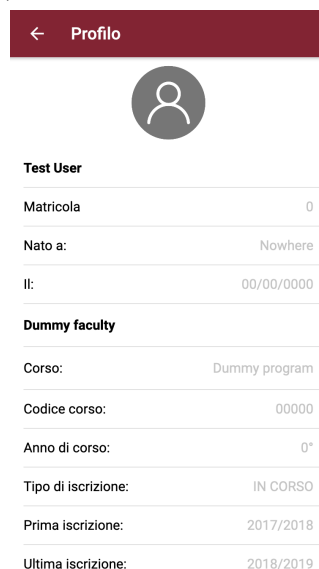 Profilo
Test User
Matricola 0
Nato a: Nowhere
Il: 00/00/0000
Dummy faculty
Corso: Dummy program
Codice corso: 00000
Anno di corso: 0°
Tipo di iscrizione: IN CORSO
Prima iscrizione: 2017/2018
Ultima iscrizione: 2018/2019